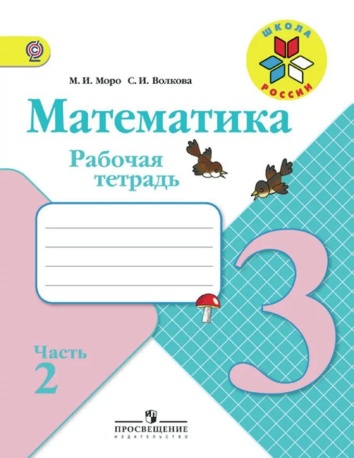 ШКОЛА
РОССИИ
М. И. Моро С. И. Волкова
Математика
Рабочая
тетрадь
3
Часть
2
ПРОСВЕЩЕНИЕ
ИЗДАТЕЛЬСТВО